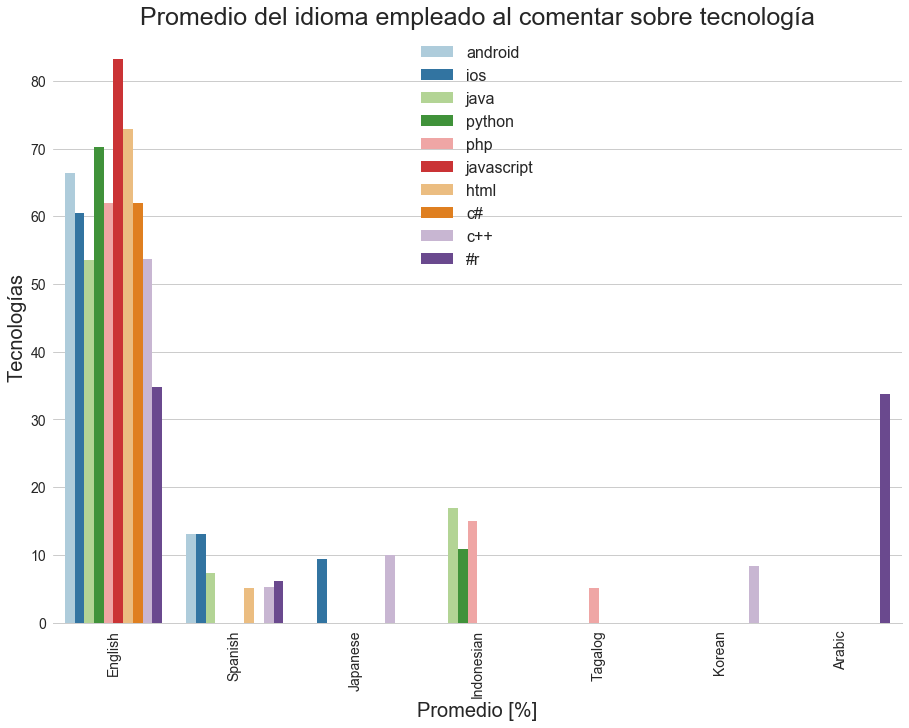 Promedio del idioma empleado al comentar sobre tecnología
android
ios
java
python
php
javascript
html
c#
c++
#r
Tecnologías
80
70
60
50
40
30
20
10
0
English
Spanish
Japanese
Indonesian
Tagalog
Korean
Arabic
Promedio [%]